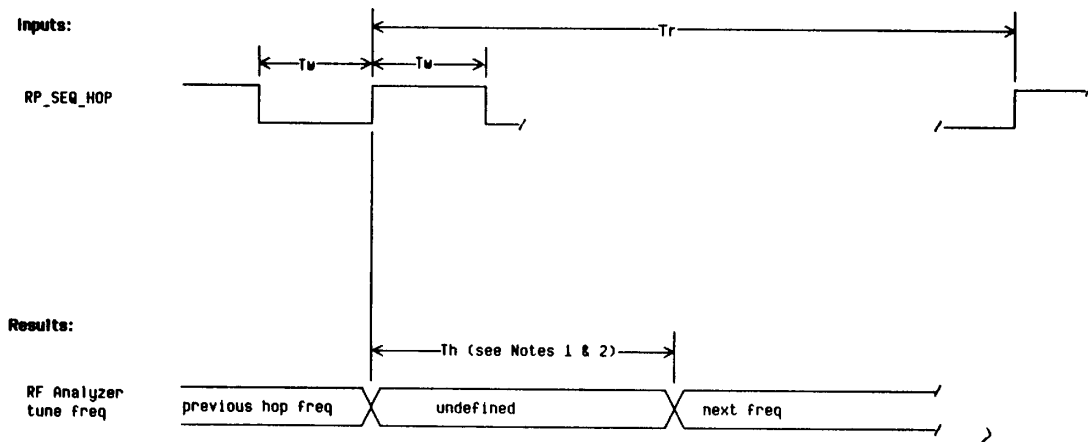 Inputs:
Tr
Tw Tw
RP_SEQ_HOP
Results:
Th (see Notes 1 & 2)
RF Analyzer
tune freq
previous hop freq undefined next freq